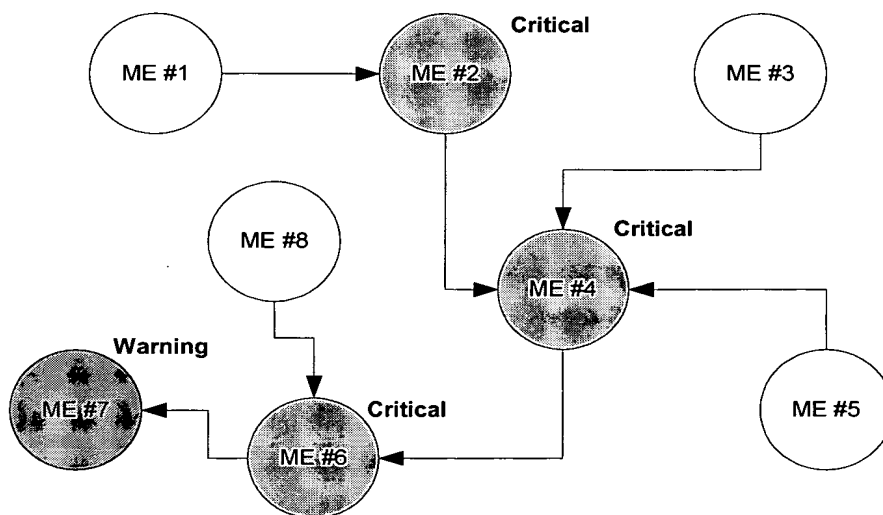 Critical
ME #1
ME #2
ME #3
ME #8
Critical
ME #4
Warning
ME #7
Critical
ME #5
ME #6